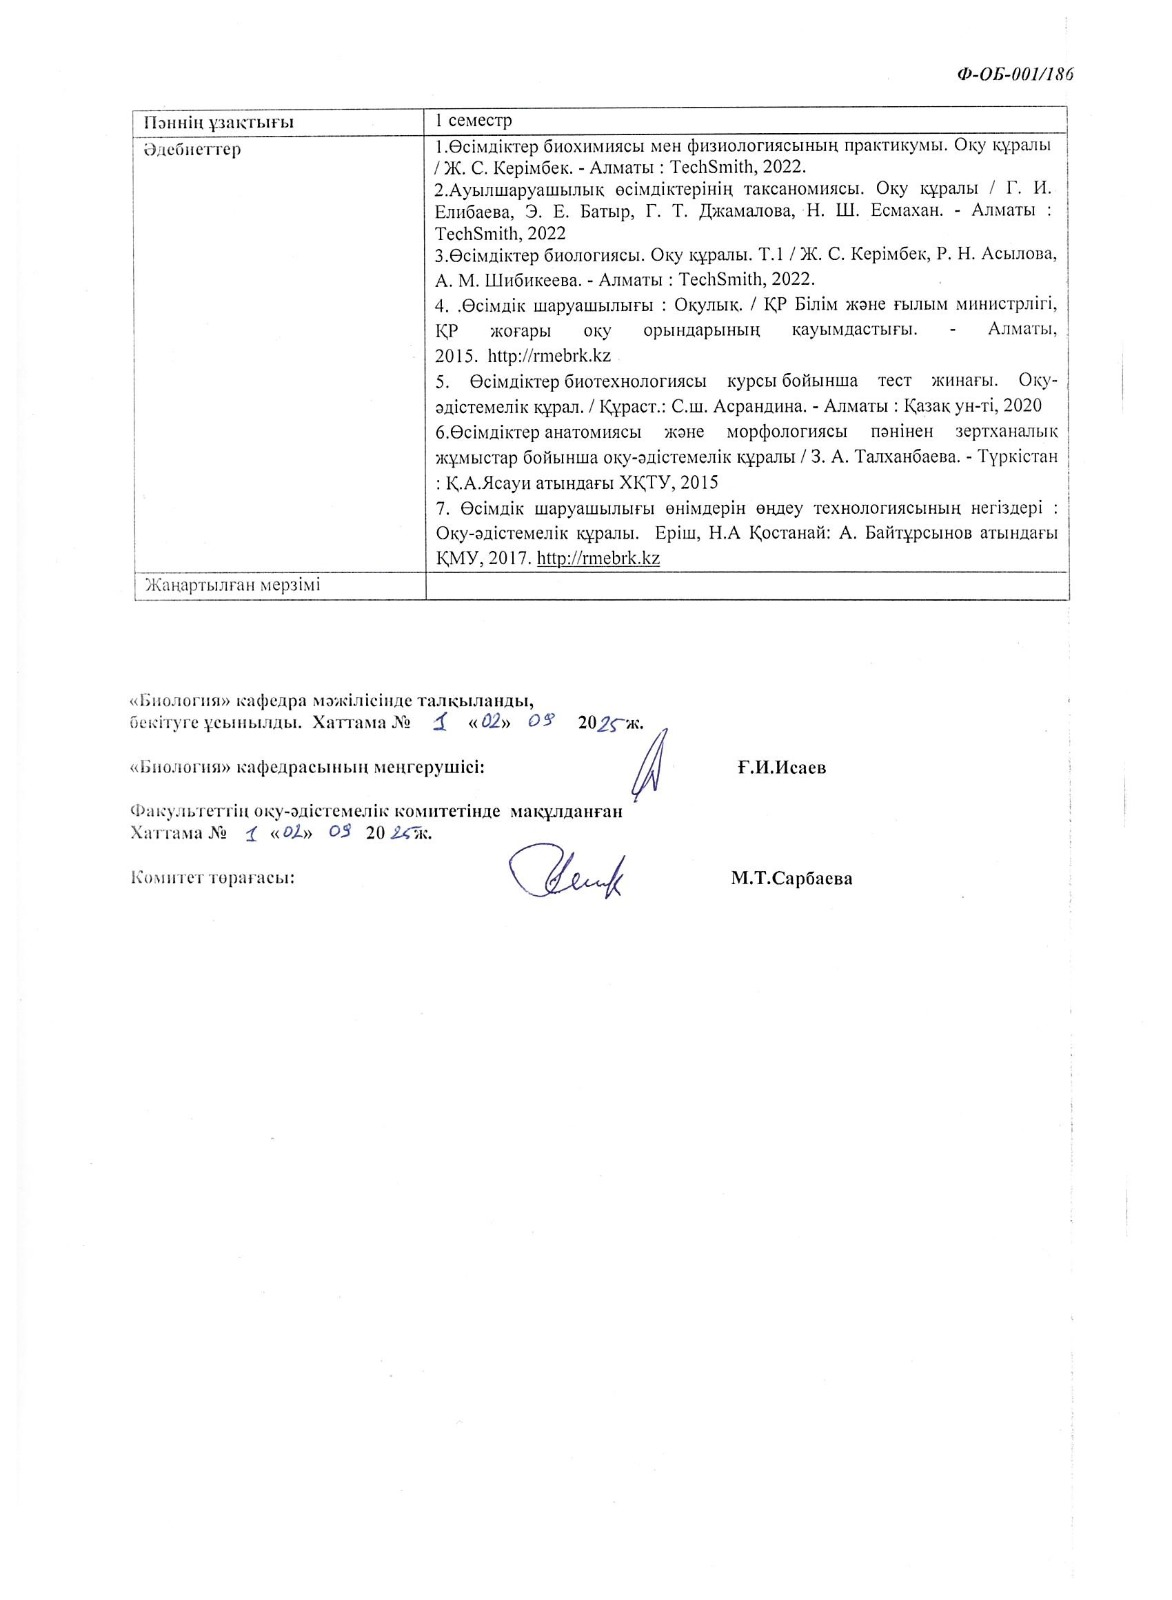 Ф-ОБ-001/186
Пәннің ұзақтығы
1 семестр
Әдебиеттер
1.Өсімдіктер биохимиясы мен физиологиясының практикумы. Оқу құралы
/ Ж. С. Керімбек. - Алматы : TechSmith, 2022.
2.Ауылшаруашылық өсімдіктерінің таксаномиясы. Оқу құралы / Г. И.
Елибаева, Э. Е. Батыр, Г. Т. Джамалова, Н. Ш. Есмахан. - Алматы :
TechSmith, 2022
3.Өсімдіктер биологиясы. Оқу құралы. Т.1 / Ж. С. Керімбек, Р. Н. Асылова,
А. М. Шибикеева. - Алматы : TechSmith, 2022.
4. .Өсімдік шаруашылығы : Оқулық. / ҚР Білім және ғылым министрлігі,
ҚР жоғары оқу орындарының қауымдастығы. - Алматы,
2015. http://rmebrk.kz
5. Өсімдіктер биотехнологиясы курсы бойынша тест жинағы. Оқу-
әдістемелік құрал. / Құраст.: С.ш. Асрандина. - Алматы : Қазақ ун-ті, 2020
6.Өсімдіктер анатомиясы және морфологиясы пәнінен зертханалық
жұмыстар бойынша оқу-әдістемелік құралы / З. А. Талханбаева. - Түркістан
: Қ.А.Ясауи атындағы ХҚТУ, 2015
7. Өсімдік шаруашылығы өнімдерін өңдеу технологиясының негіздері :
Оқу-әдістемелік құралы. Еріш, Н.А Қостанай: А. Байтұрсынов атындағы
ҚМУ, 2017. http://rmebrk.kz
Жаңартылған мерзімі
«Биология» кафедра мәжілісінде талқыланды,
бекітуге ұсынылды. Хаттама № 1 «02» 09 2025ж.
«Биология» кафедрасының меңгерушісі: Ғ.И.Исаев
Факультеттің оқу-әдістемелік комитетінде мақұлданған
Хаттама № 1 «02» 09 2025ж.
Комитет төрағасы: М.Т.Сарбаева